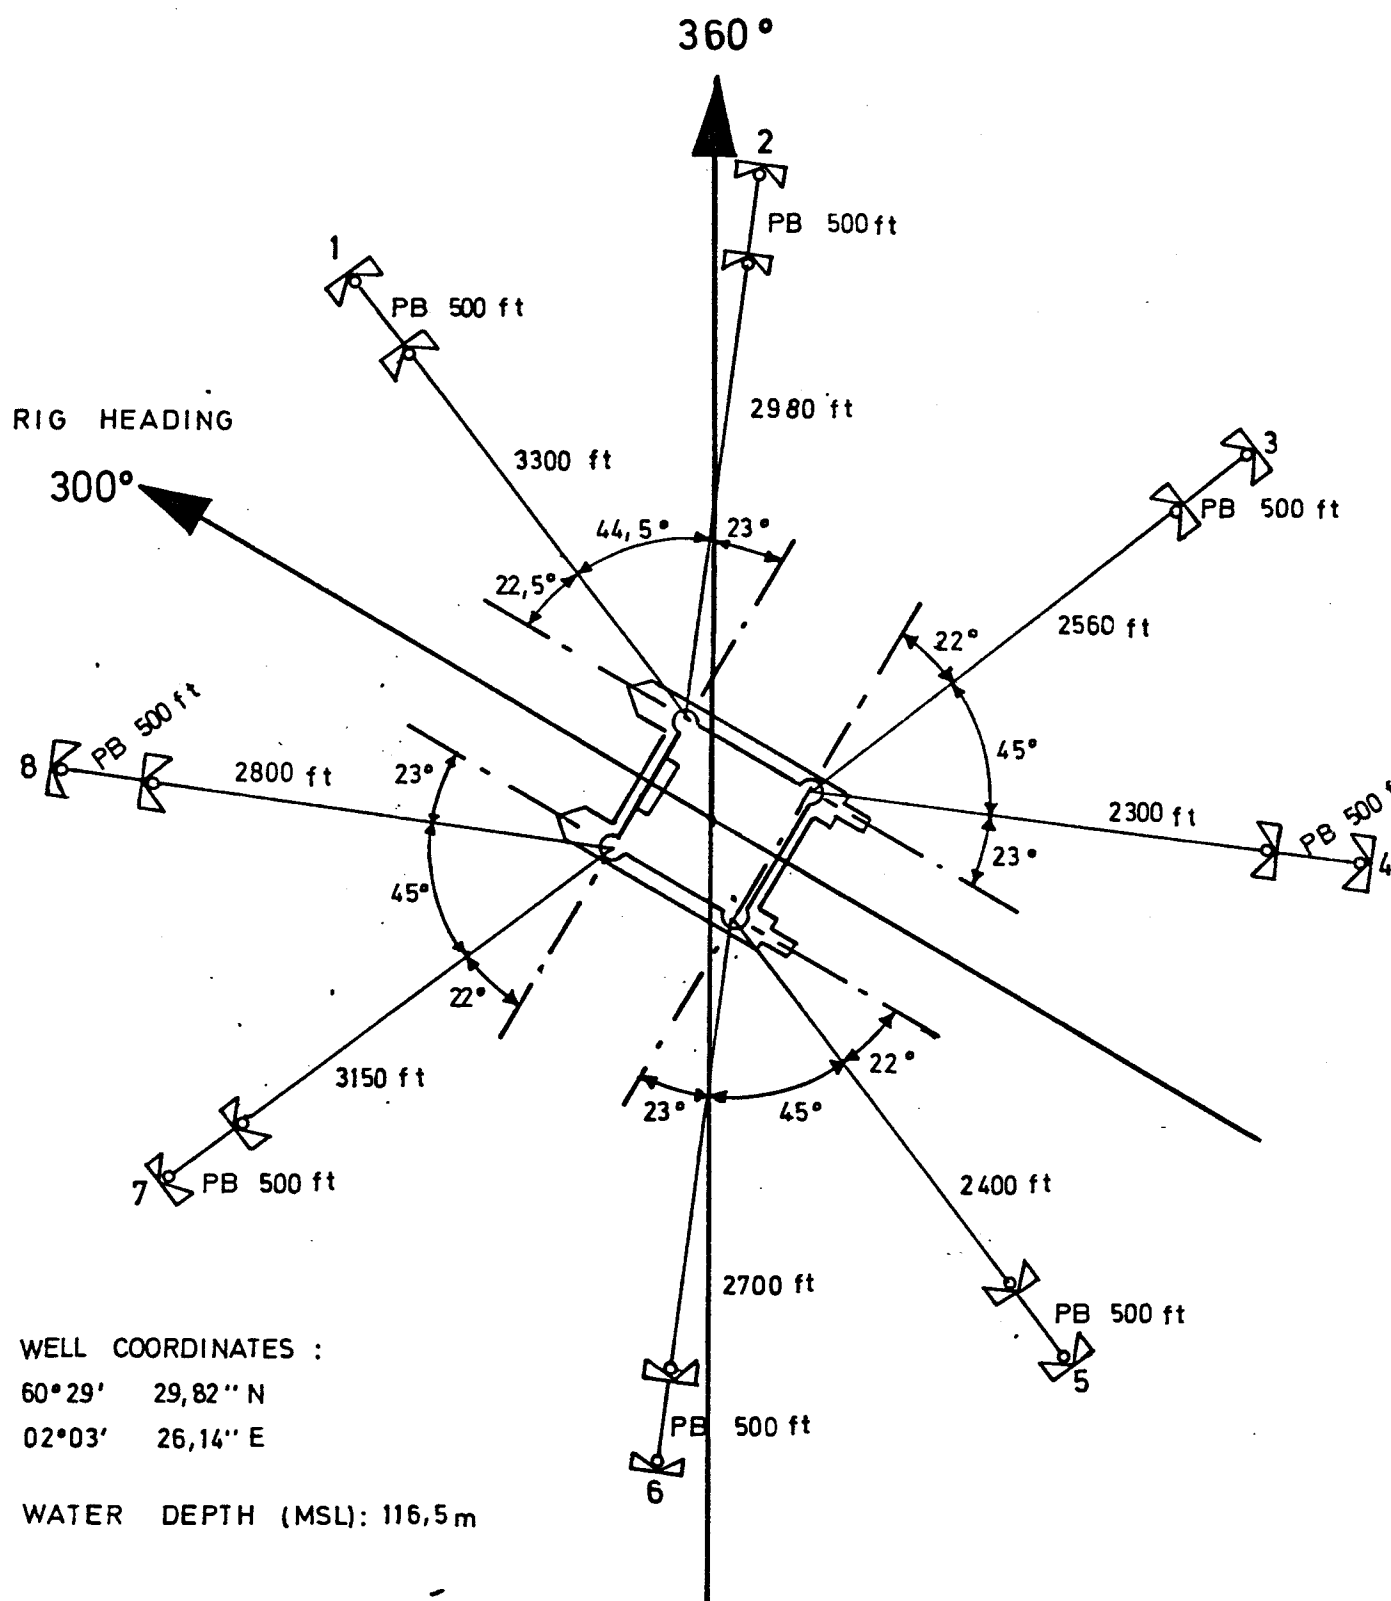 360°
2
PB 500 ft
1
PB 500 ft
RIG HEADING
300°
2980 ft
3
PB 500 ft
3300 ft
44,5°
23°
22,5°
2560 ft
22°
8
PB 500 ft
2800 ft
23°
45°
2300 ft
PB 500 ft
4
23°
45°
22°
22°
3150 ft
23°
45°
7
PB 500 ft
2400 ft
2700 ft
PB 500 ft
5
WELL COORDINATES :
60°29' 29,82'' N
02°03' 26,14'' E
PB 500 ft
6
WATER DEPTH (MSL): 116,5 m